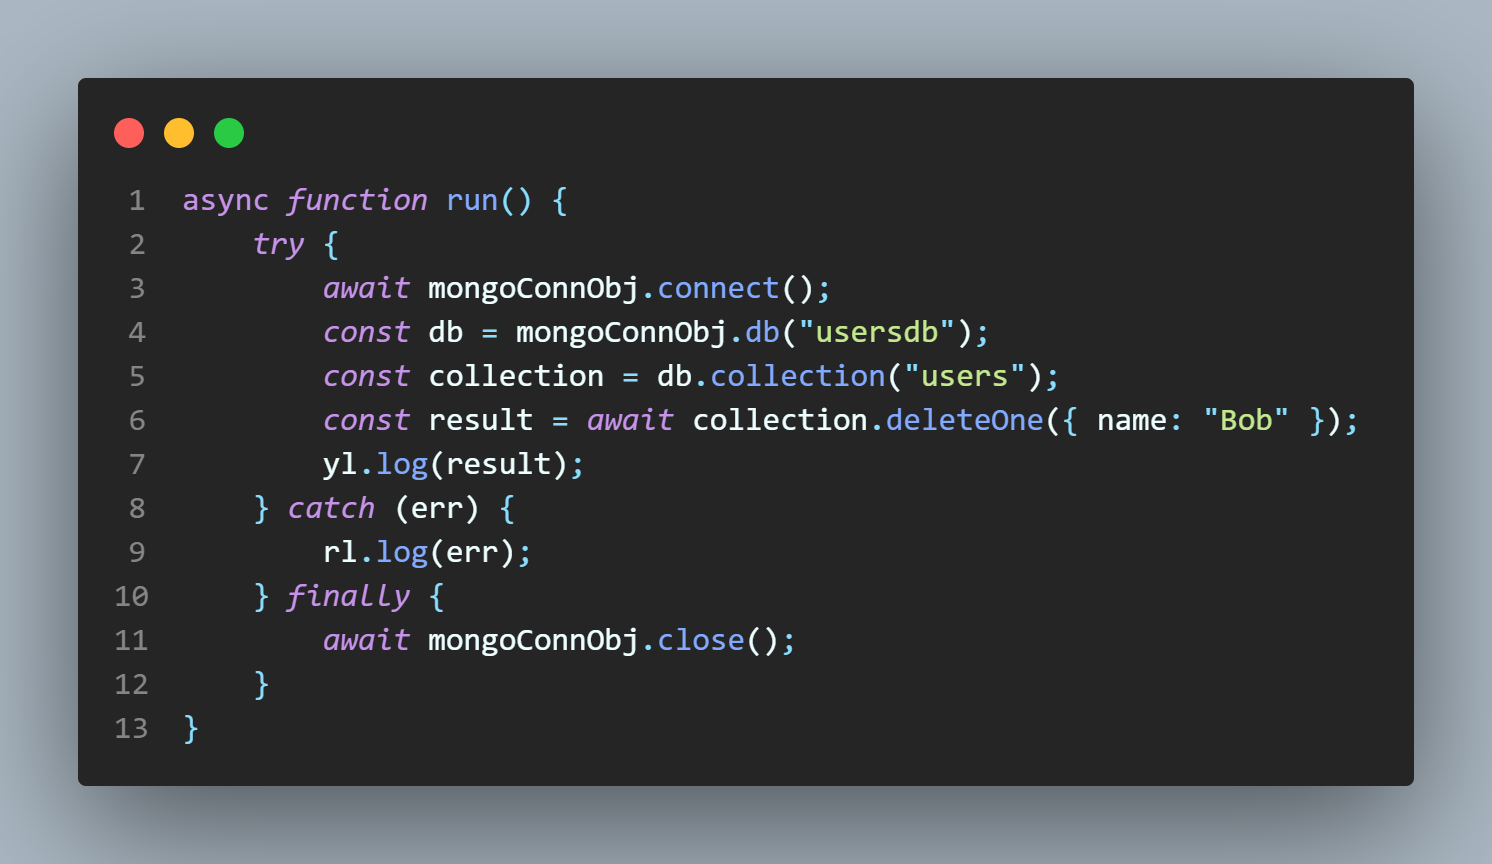 1 async function run() {
2     try {
3         await mongoConnObj.connect();
4         const db = mongoConnObj.db("usersdb");
5         const collection = db.collection("users");
6         const result = await collection.deleteOne({ name: "Bob" });
7         yl.log(result);
8     } catch (err) {
9         rl.log(err);
10     } finally {
11         await mongoConnObj.close();
12     }
13 }